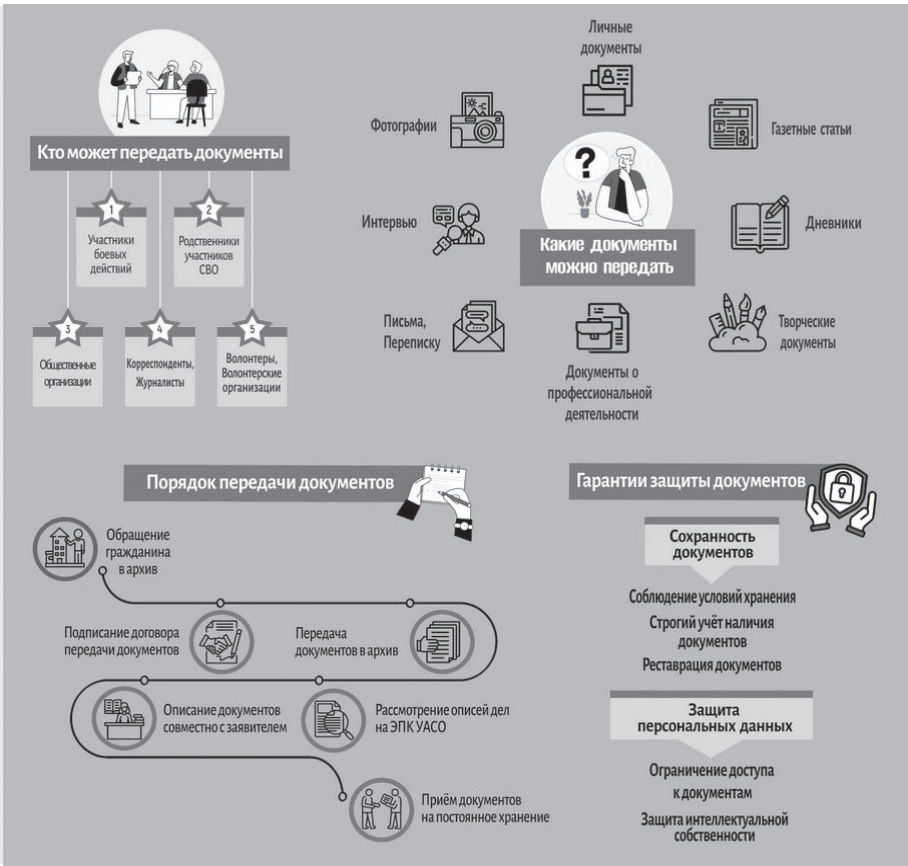 Кто может передать документы
1
Участники
боевых
действий
2
Родственники
участников
СВО
3
Общественные
организации
4
Корреспонденты,
Журналисты
5
Волонтеры,
Волонтерские
организации
Какие документы
можно передать
Личные
документы
Фотографии
Газетные статьи
Интервью
Дневники
Письма,
Переписку
Творческие
документы
Документы о
профессиональной
деятельности
Порядок передачи документов
Обращение
гражданина
в архив
Подписание договора
передачи документов
Передача
документов в архив
Описание документов
совместно с заявителем
Рассмотрение описей дел
на ЭПК УАСО
Приём документов
на постоянное хранение
Гарантии защиты документов
Сохранность
документов
Соблюдение условий хранения
Строгий учёт наличия
документов
Реставрация документов
Защита
персональных данных
Ограничение доступа
к документам
Защита интеллектуальной
собственности